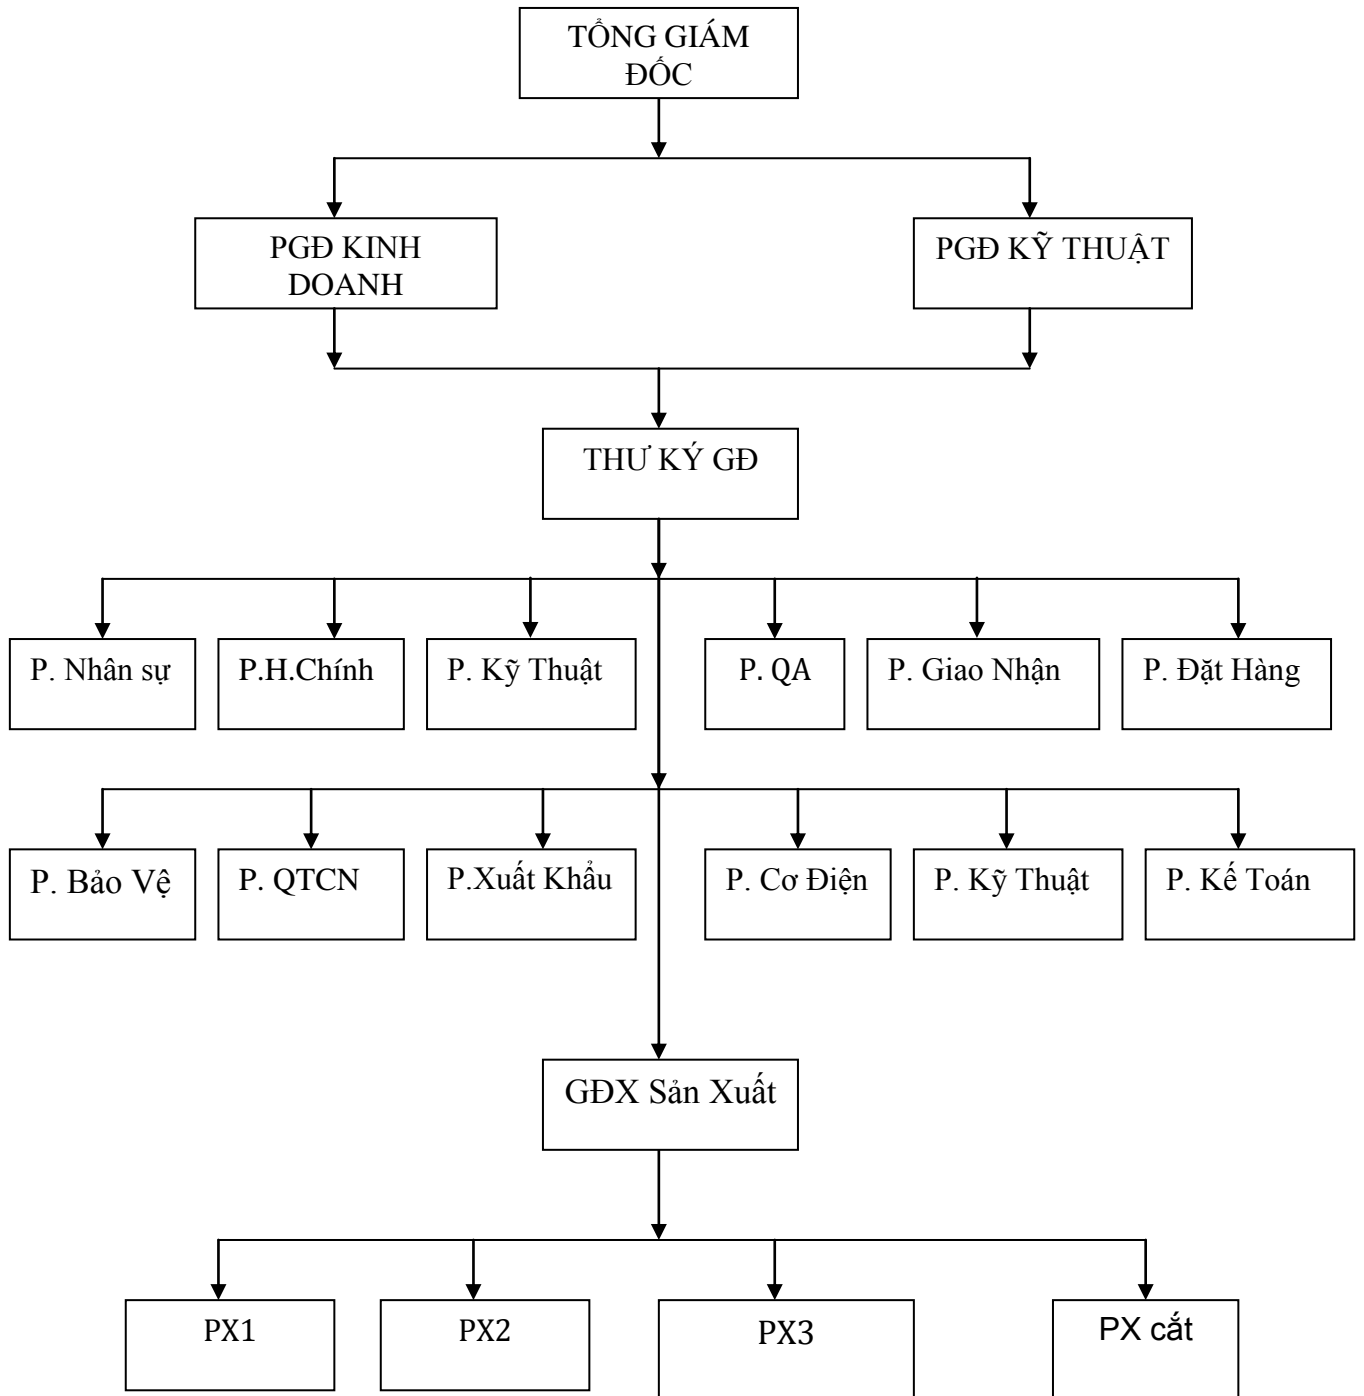 TỔNG GIÁM
ĐỐC
PGĐ KINH
DOANH
PGĐ KỸ THUẬT
THƯ KÝ GĐ
P. Nhân sự
P.H.Chính
P. Kỹ Thuật
P. QA
P. Giao Nhận
P. Đặt Hàng
P. Bảo Vệ
P. QTCN
P.Xuất Khẩu
P. Cơ Điện
P. Kỹ Thuật
P. Kế Toán
GĐX Sản Xuất
PX1
PX2
PX3
PX cắt